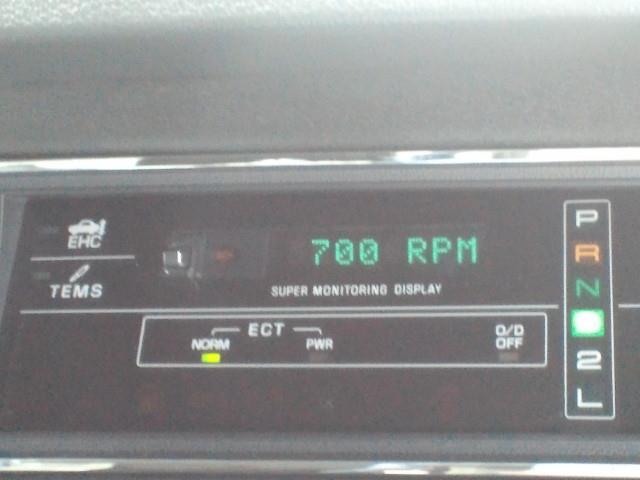 EHC
TEMS
700 RPM
SUPER MONITORING DISPLAY
ECT
NORM
PWR
O/D
OFF
P
R
N
D
2
L